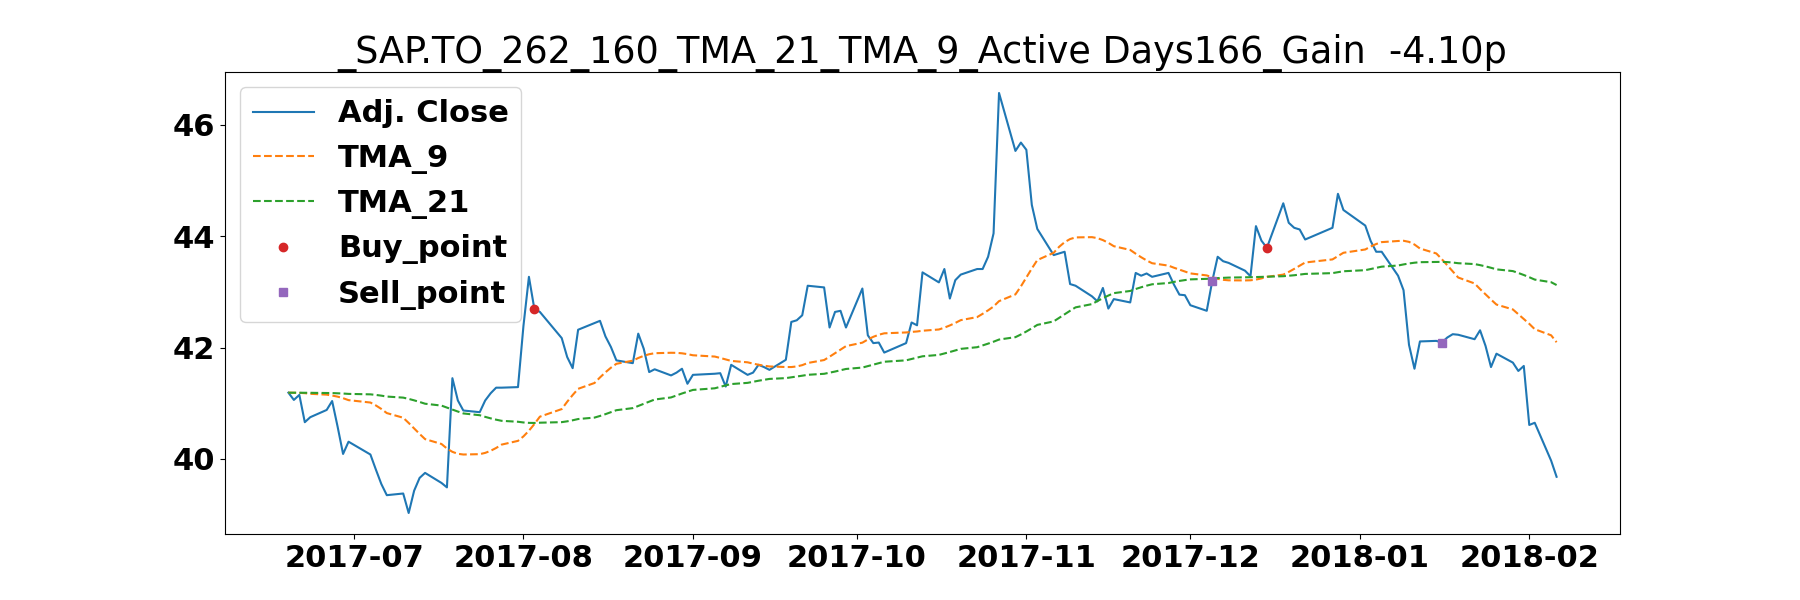 _SAP.TO_262_160_TMA_21_TMA_9_Active Days166_Gain  -4.10p
Adj. Close
TMA_9
TMA_21
Buy_point
Sell_point
46
44
42
40
2017-07 2017-08 2017-09 2017-10 2017-11 2017-12 2018-01 2018-02